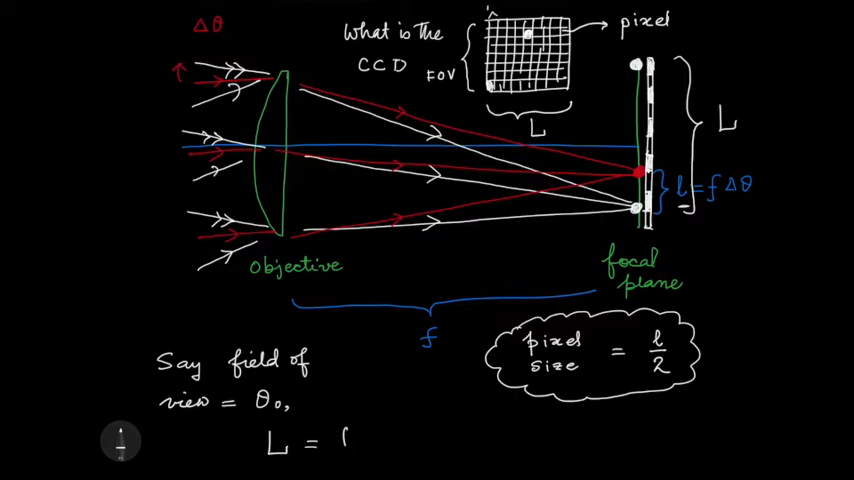 Δθ
What is the
CCD FOV
pixel
L
L
l = f Δθ
Objective
focal
plane
f
pixel
size = l/2
Say field of
view = θ₀,
L =